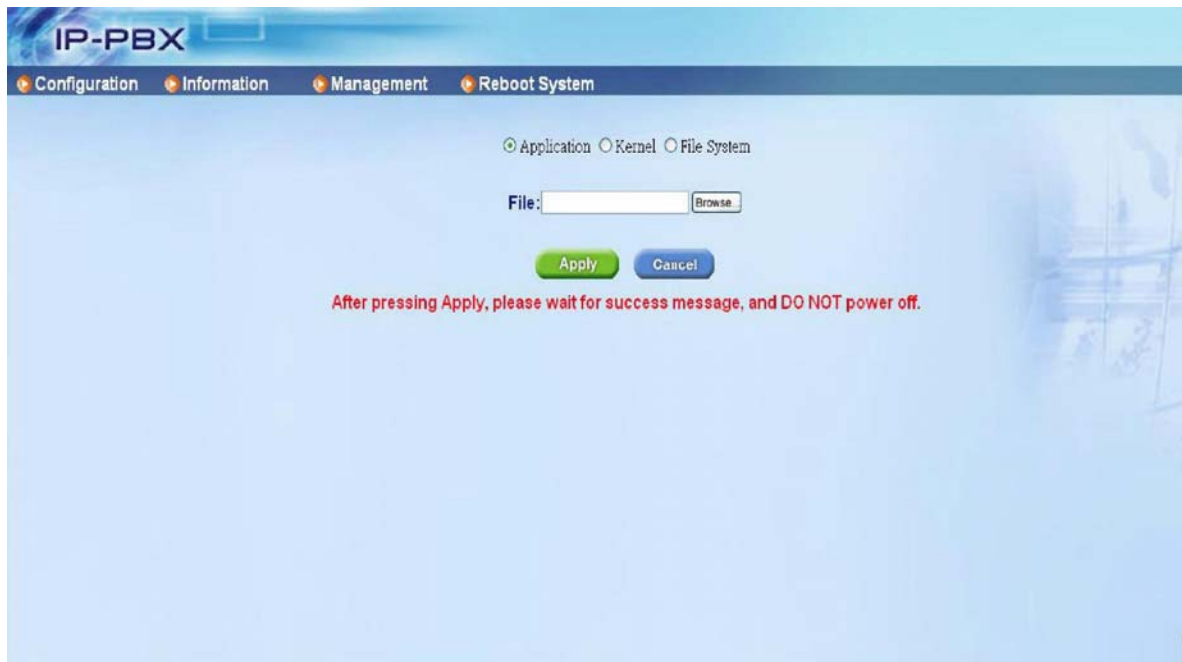 IP-PBX
Configuration Information Management Reboot System
Application Kernel File System
File: Browse...
Apply Cancel
After pressing Apply, please wait for success message, and DO NOT power off.